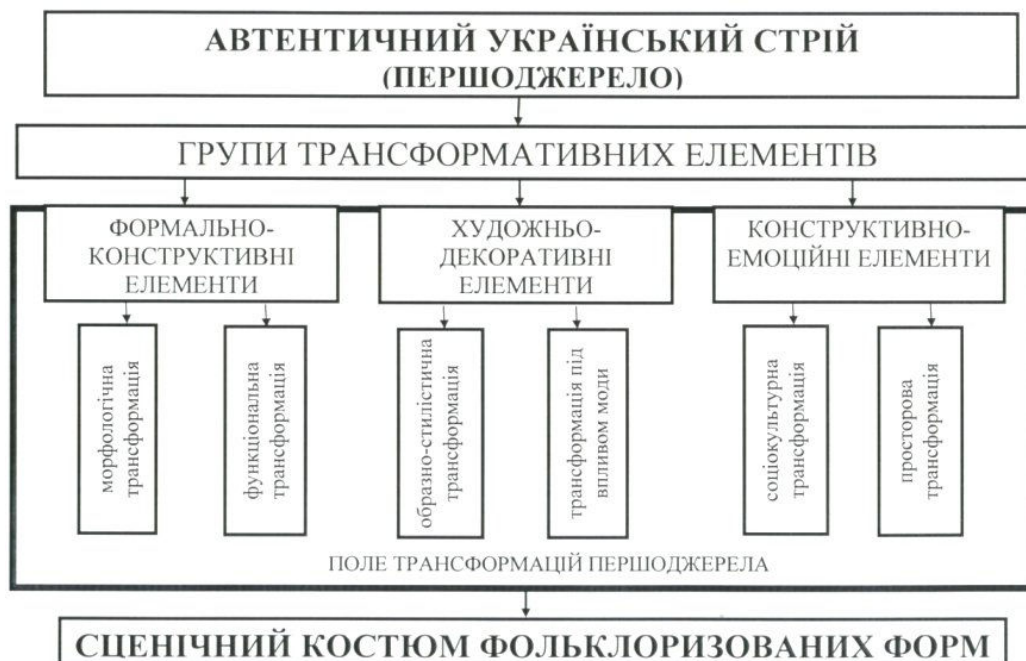 АВТЕНТИЧНИЙ УКРАЇНСЬКИЙ СТРІЙ
(ПЕРШОДЖЕРЕЛО)
ГРУПИ ТРАНСФОРМАТИВНИХ ЕЛЕМЕНТІВ
ФОРМАЛЬНО-
КОНСТРУКТИВНІ
ЕЛЕМЕНТИ
ХУДОЖНЬО-
ДЕКОРАТИВНІ
ЕЛЕМЕНТИ
КОНСТРУКТИВНО-
ЕМОЦІЙНІ ЕЛЕМЕНТИ
морфологічна
трансформація
функціональна
трансформація
образно-стилістична
трансформація
трансформація під
впливом моди
соціокультурна
трансформація
просторова
трансформація
ПОЛЕ ТРАНСФОРМАЦІЙ ПЕРШОДЖЕРЕЛА
СЦЕНІЧНИЙ КОСТЮМ ФОЛЬКЛОРИЗОВАНИХ ФОРМ